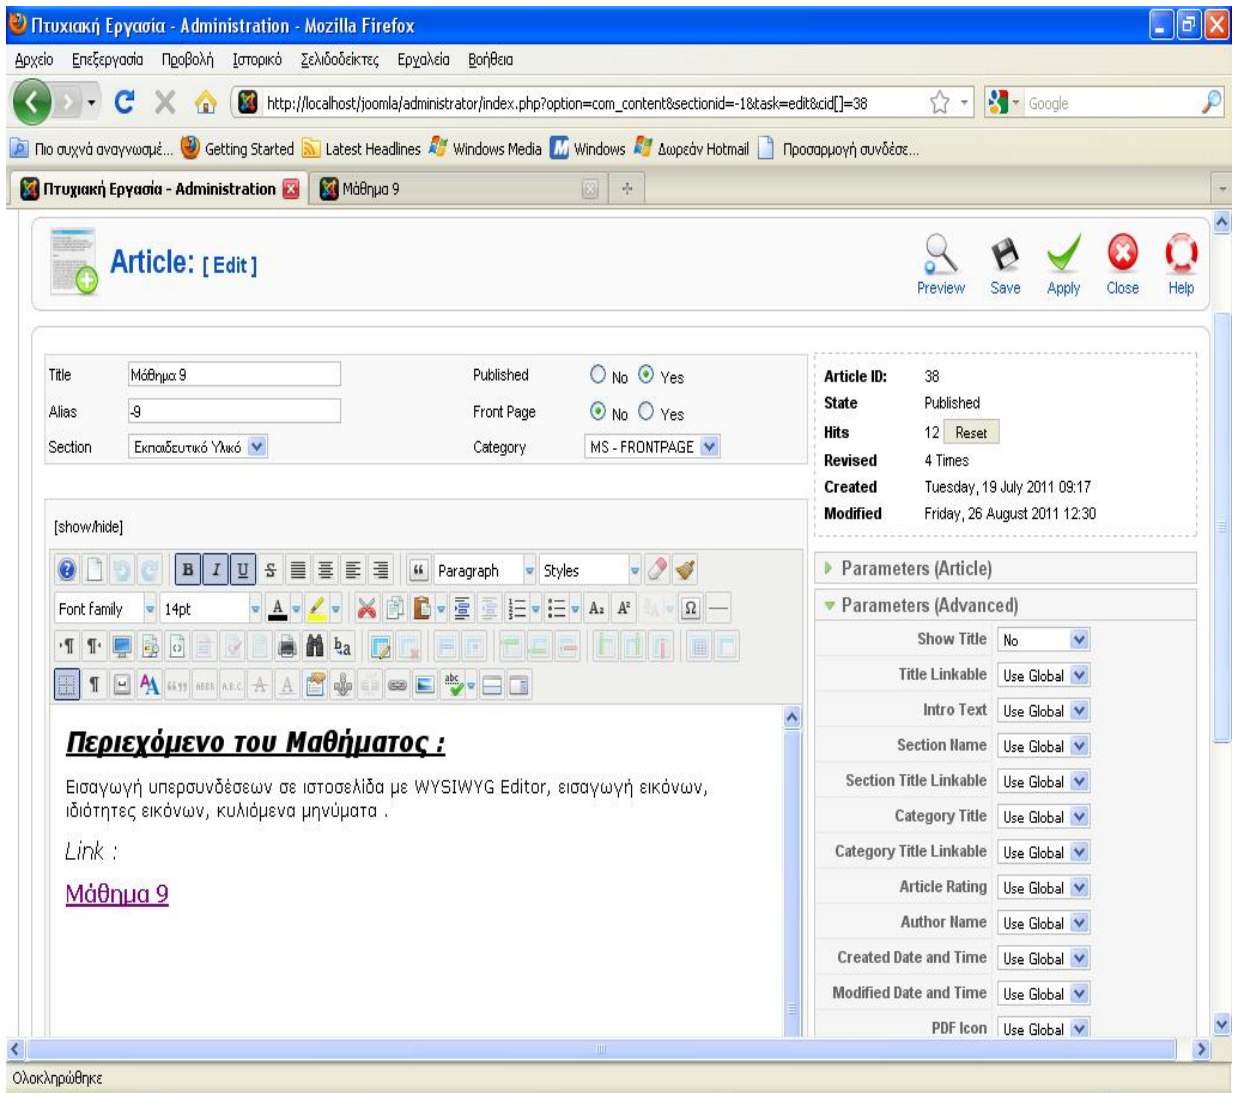 Πτυχιακή Εργασία - Administration - Mozilla Firefox
Αρχείο Επεξεργασία Προβολή Ιστορικό Σελιδοδείκτες Εργαλεία Βοήθεια
http://localhost/joomla/administrator/index.php?option=com_content&sectionid=-1&task=edit&cid[]=38 Google
Πιο συχνά αναγνωσμέ... Getting Started Latest Headlines Windows Media Windows Δωρεάν Hotmail Προσαρμογή συνδέσε...
Πτυχιακή Εργασία - Administration Μάθημα 9
Article: [ Edit ]
Preview Save Apply Close Help
Title Μάθημα 9 Published No Yes
Alias -9 Front Page No Yes
Section Εκπαιδευτικό Υλικό Category MS - FRONTPAGE
Article ID: 38
State Published
Hits 12 Reset
Revised 4 Times
Created Tuesday, 19 July 2011 09:17
Modified Friday, 26 August 2011 12:30
[show/hide]
B I U S Paragraph Styles
Font family 14pt
Περιεχόμενο του Μαθήματος :
Εισαγωγή υπερσυνδέσεων σε ιστοσελίδα με WYSIWYG Editor, εισαγωγή εικόνων,
ιδιότητες εικόνων, κυλιόμενα μηνύματα .
Link :
Μάθημα 9
Parameters (Article)
Parameters (Advanced)
Show Title No
Title Linkable Use Global
Intro Text Use Global
Section Name Use Global
Section Title Linkable Use Global
Category Title Use Global
Category Title Linkable Use Global
Article Rating Use Global
Author Name Use Global
Created Date and Time Use Global
Modified Date and Time Use Global
PDF Icon Use Global
Ολοκληρώθηκε